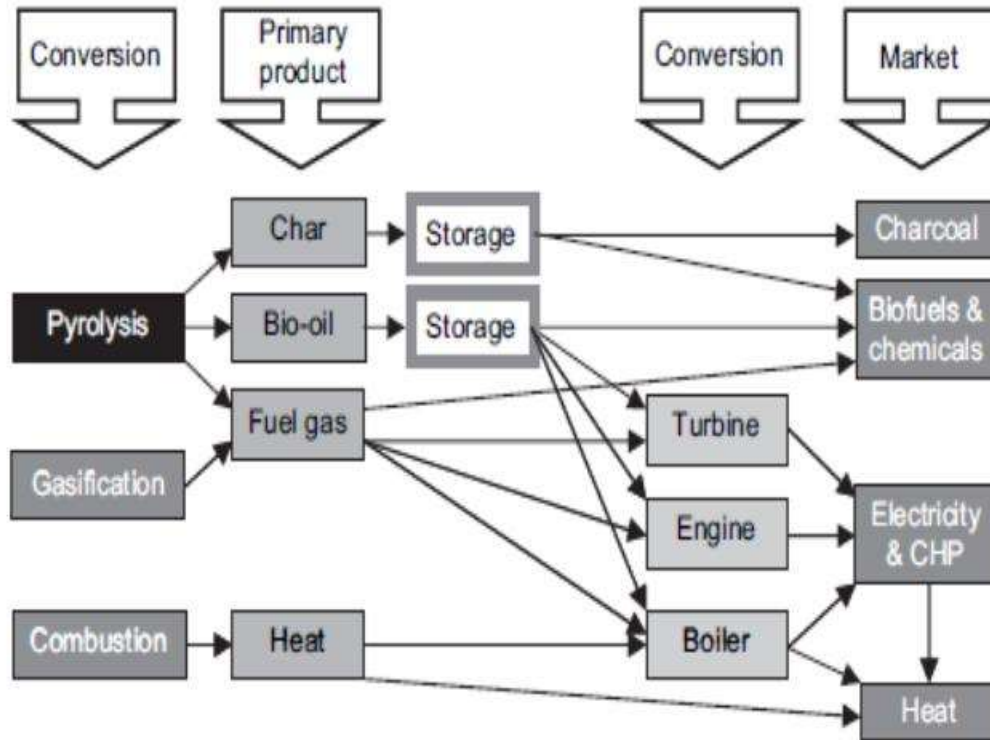 Conversion
Primary
product
Conversion
Market
Char
Storage
Charcoal
Pyrolysis
Bio-oil
Storage
Biofuels &
chemicals
Fuel gas
Turbine
Gasification
Engine
Electricity
& CHP
Combustion
Heat
Boiler
Heat